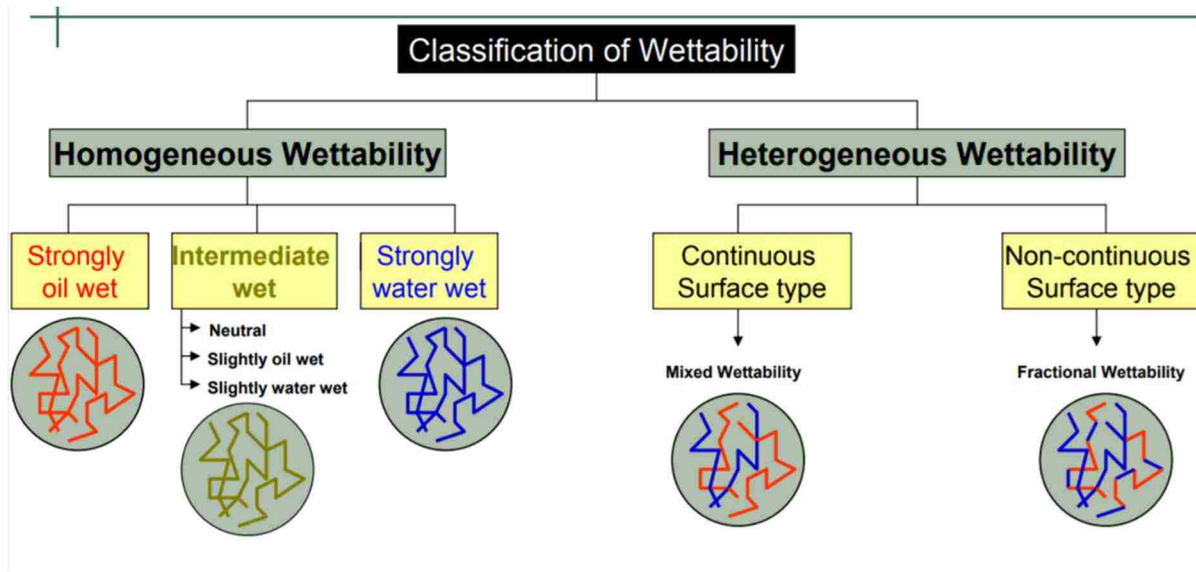 Classification of Wettability
Homogeneous Wettability
Heterogeneous Wettability
Strongly
oil wet
Intermediate
wet
Strongly
water wet
Continuous
Surface type
Non-continuous
Surface type
Neutral
Slightly oil wet
Slightly water wet
Mixed Wettability
Fractional Wettability